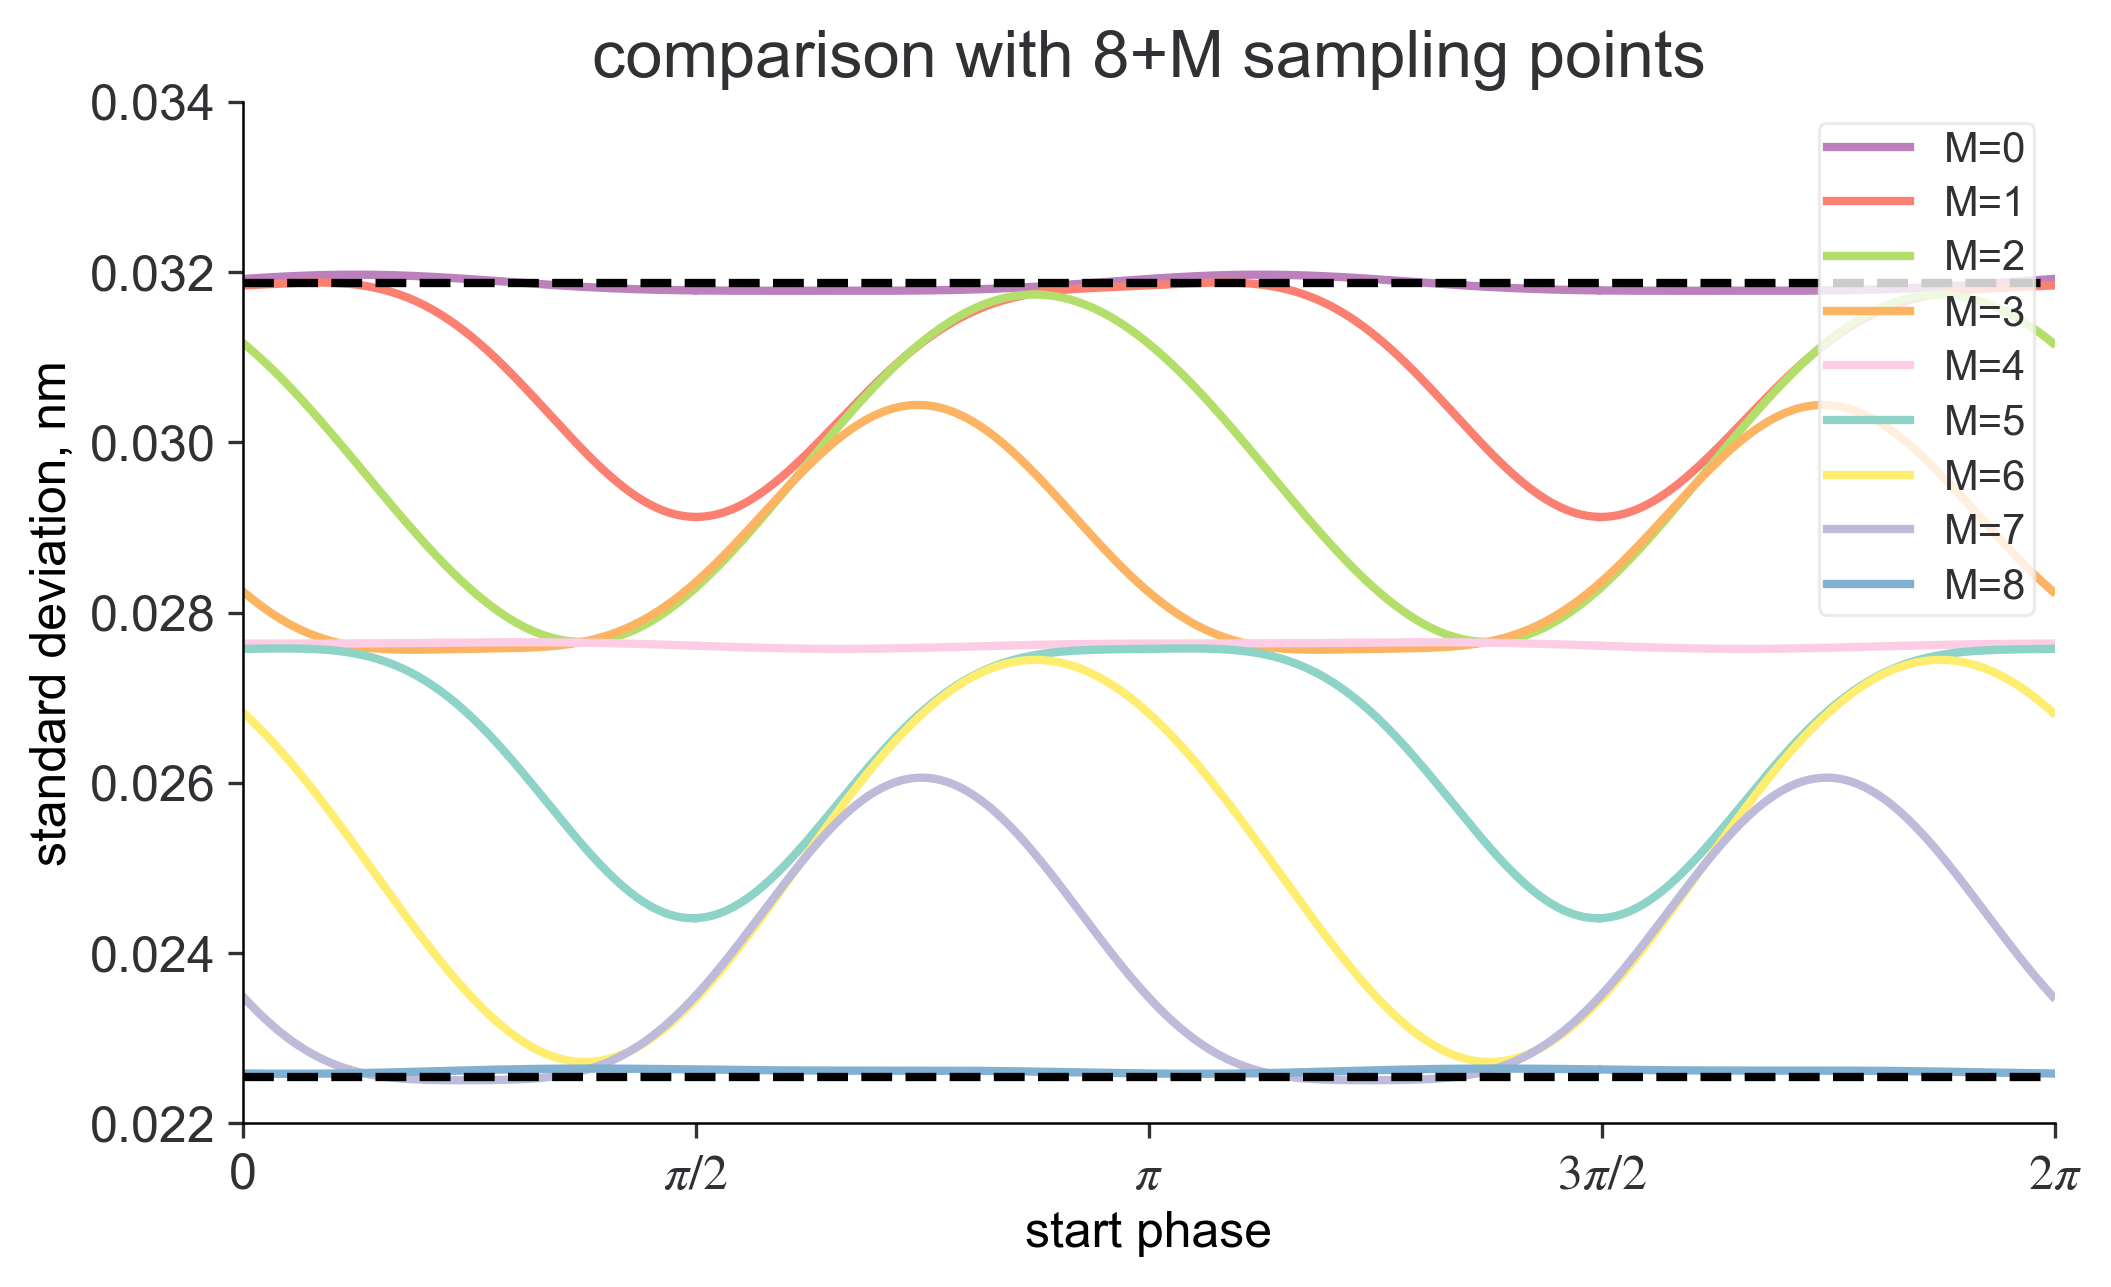 comparison with 8+M sampling points
0.034
0.032
0.030
0.028
0.026
0.024
0.022
standard deviation, nm
M=0
M=1
M=2
M=3
M=4
M=5
M=6
M=7
M=8
0 π/2 π 3π/2 2π
start phase